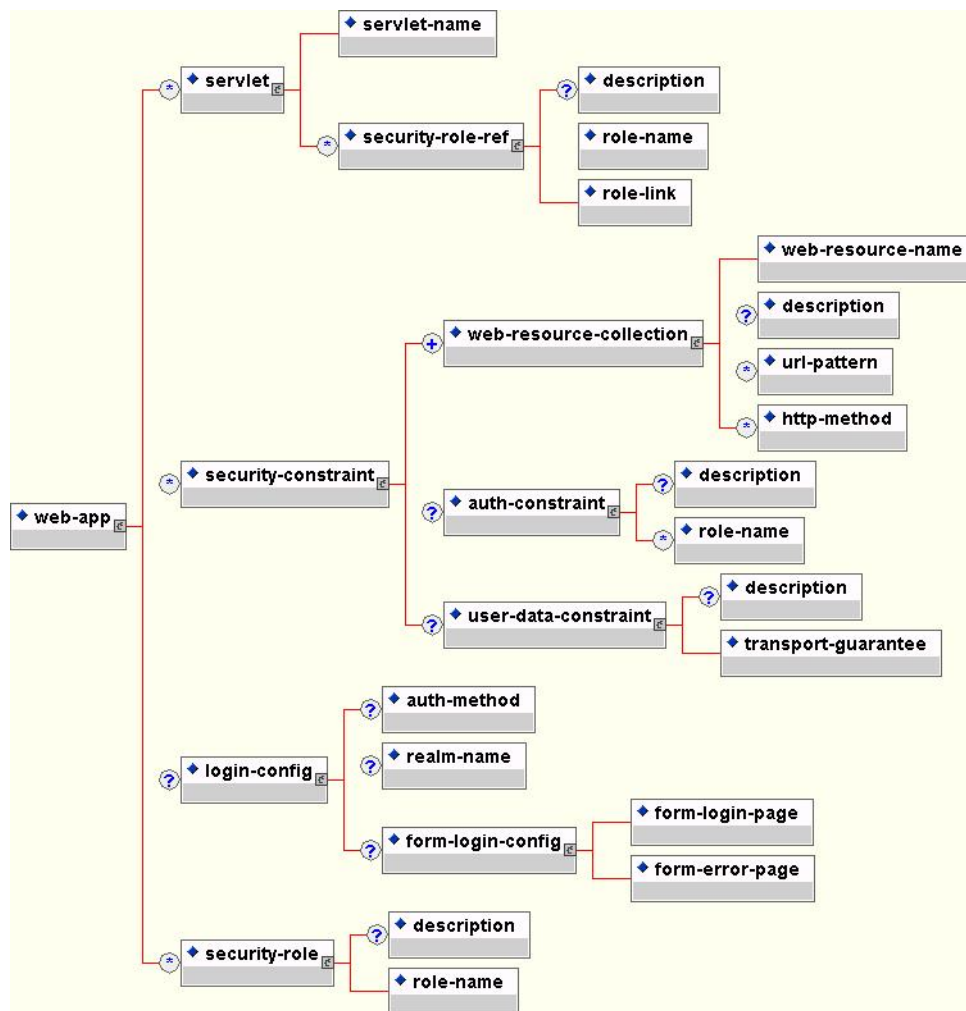 servlet-name
servlet
description
security-role-ref
role-name
role-link
web-resource-name
description
web-resource-collection
url-pattern
http-method
security-constraint
description
auth-constraint
web-app
role-name
description
user-data-constraint
transport-guarantee
auth-method
realm-name
login-config
form-login-page
form-login-config
form-error-page
description
security-role
role-name